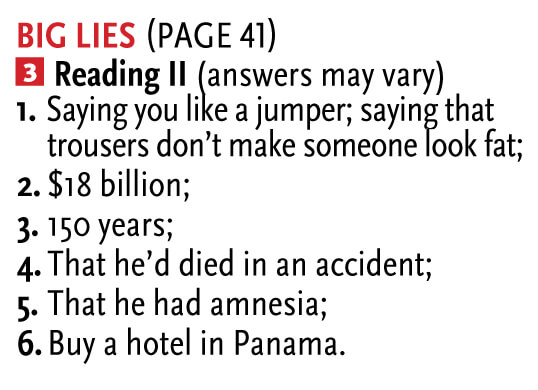 BIG LIES (PAGE 41)
3 Reading II (answers may vary)
1. Saying you like a jumper; saying that
trousers don’t make someone look fat;
2. $18 billion;
3. 150 years;
4. That he’d died in an accident;
5. That he had amnesia;
6. Buy a hotel in Panama.